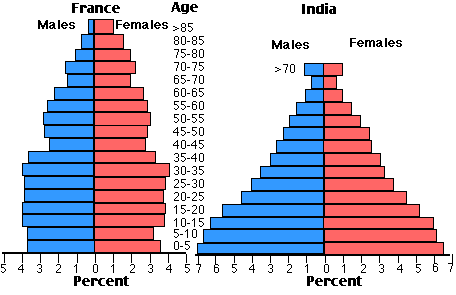 France
Age
India
Males
Females
>85
80-85
75-80
70-75
65-70
60-65
55-60
50-55
45-50
40-45
35-40
30-35
25-30
20-25
15-20
10-15
5-10
0-5
Males
Females
>70
5 4 3 2 1 0 1 2 3 4 5
Percent
7 6 5 4 3 2 1 0 1 2 3 4 5 6 7
Percent